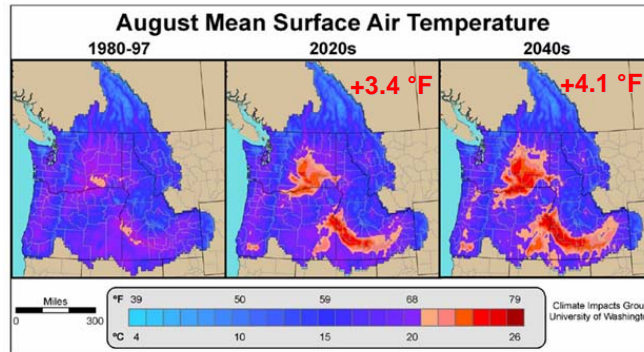 August Mean Surface Air Temperature
1980-97 2020s 2040s
+3.4 °F +4.1 °F
Miles
0 300
°F 39 50 59 68 79
°C 4 10 15 20 26
Climate Impacts Grou
University of Washingto